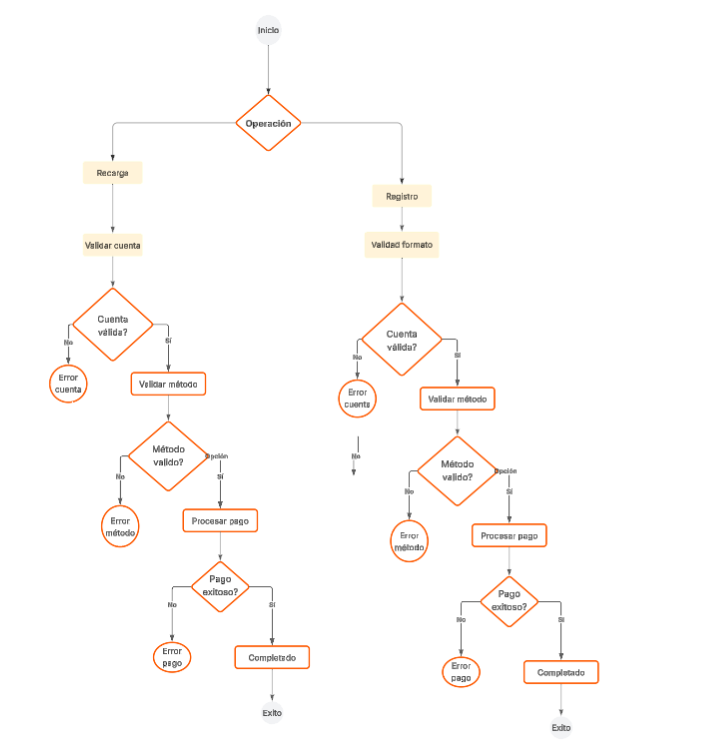 Inicio
Operación
Recarga
Registro
Validar cuenta
Validad formato
Cuenta
válida?
No
Sí
Cuenta
válida?
No
Sí
Error
cuenta
Validar método
Error
cuenta
Validar método
Método
valido?
Opción
No
Sí
No
Método
valido?
Opción
No
Sí
Error
método
Procesar pago
Error
método
Procesar pago
Pago
exitoso?
No
Sí
Pago
exitoso?
No
Sí
Error
pago
Completado
Error
pago
Completado
Exito
Exito